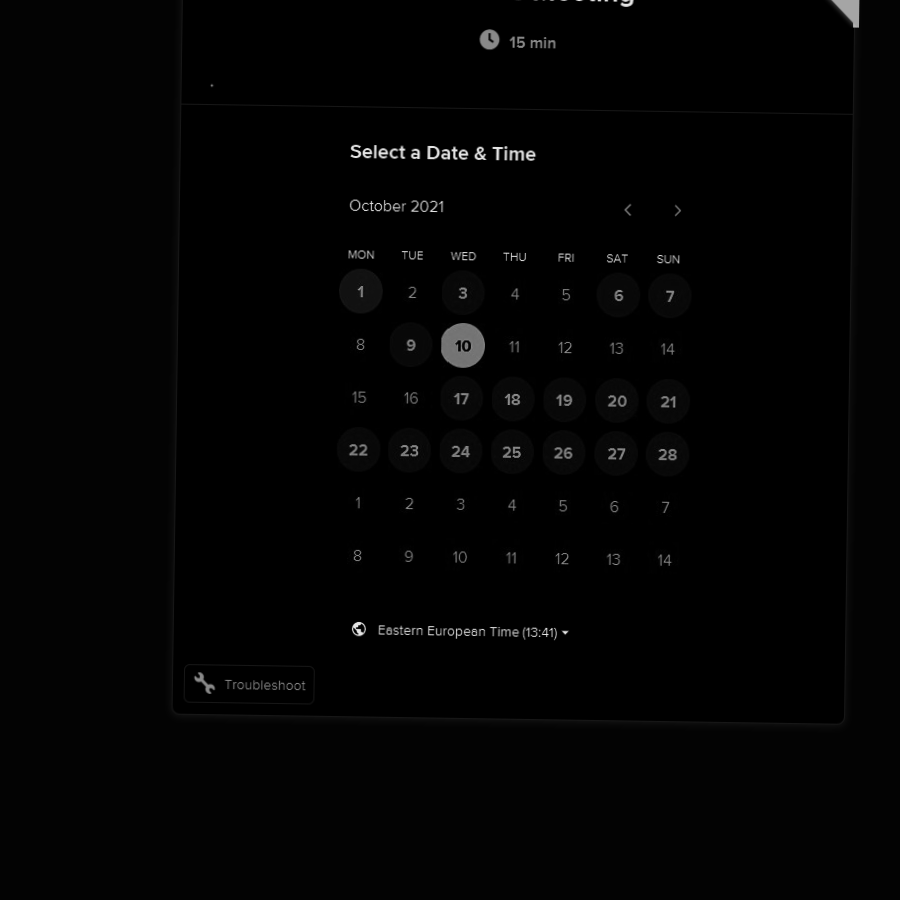 15 min
Select a Date & Time
October 2021
MON TUE WED THU FRI SAT SUN
1 2 3 4 5 6 7
8 9 10 11 12 13 14
15 16 17 18 19 20 21
22 23 24 25 26 27 28
1 2 3 4 5 6 7
8 9 10 11 12 13 14
Eastern European Time (13:41)
Troubleshoot